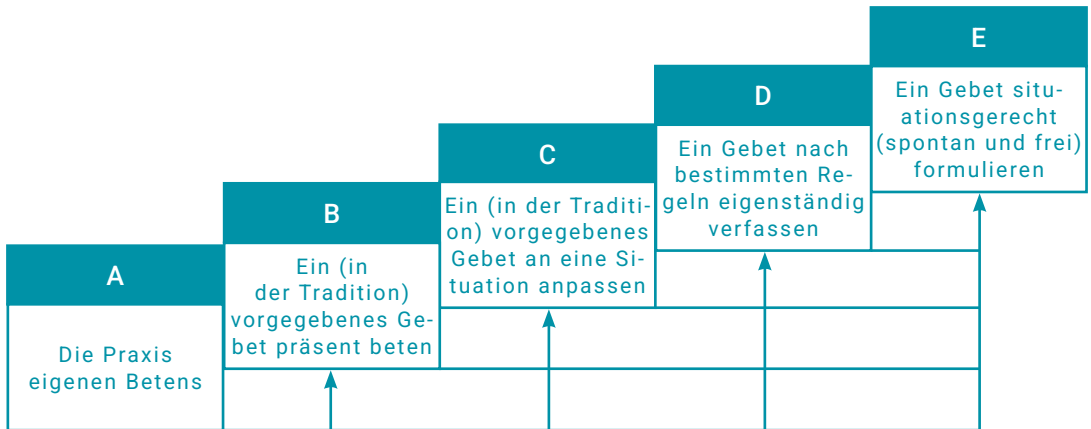 A
Die Praxis
eigenen Betens
B
Ein (in
der Tradition)
vorgegebenes Ge-
bet präsent beten
C
Ein (in der Traditi-
on) vorgegebenes
Gebet an eine Si-
tuation anpassen
D
Ein Gebet nach
bestimmten Re-
geln eigenständig
verfassen
E
Ein Gebet situ-
ationsgerecht
(spontan und frei)
formulieren